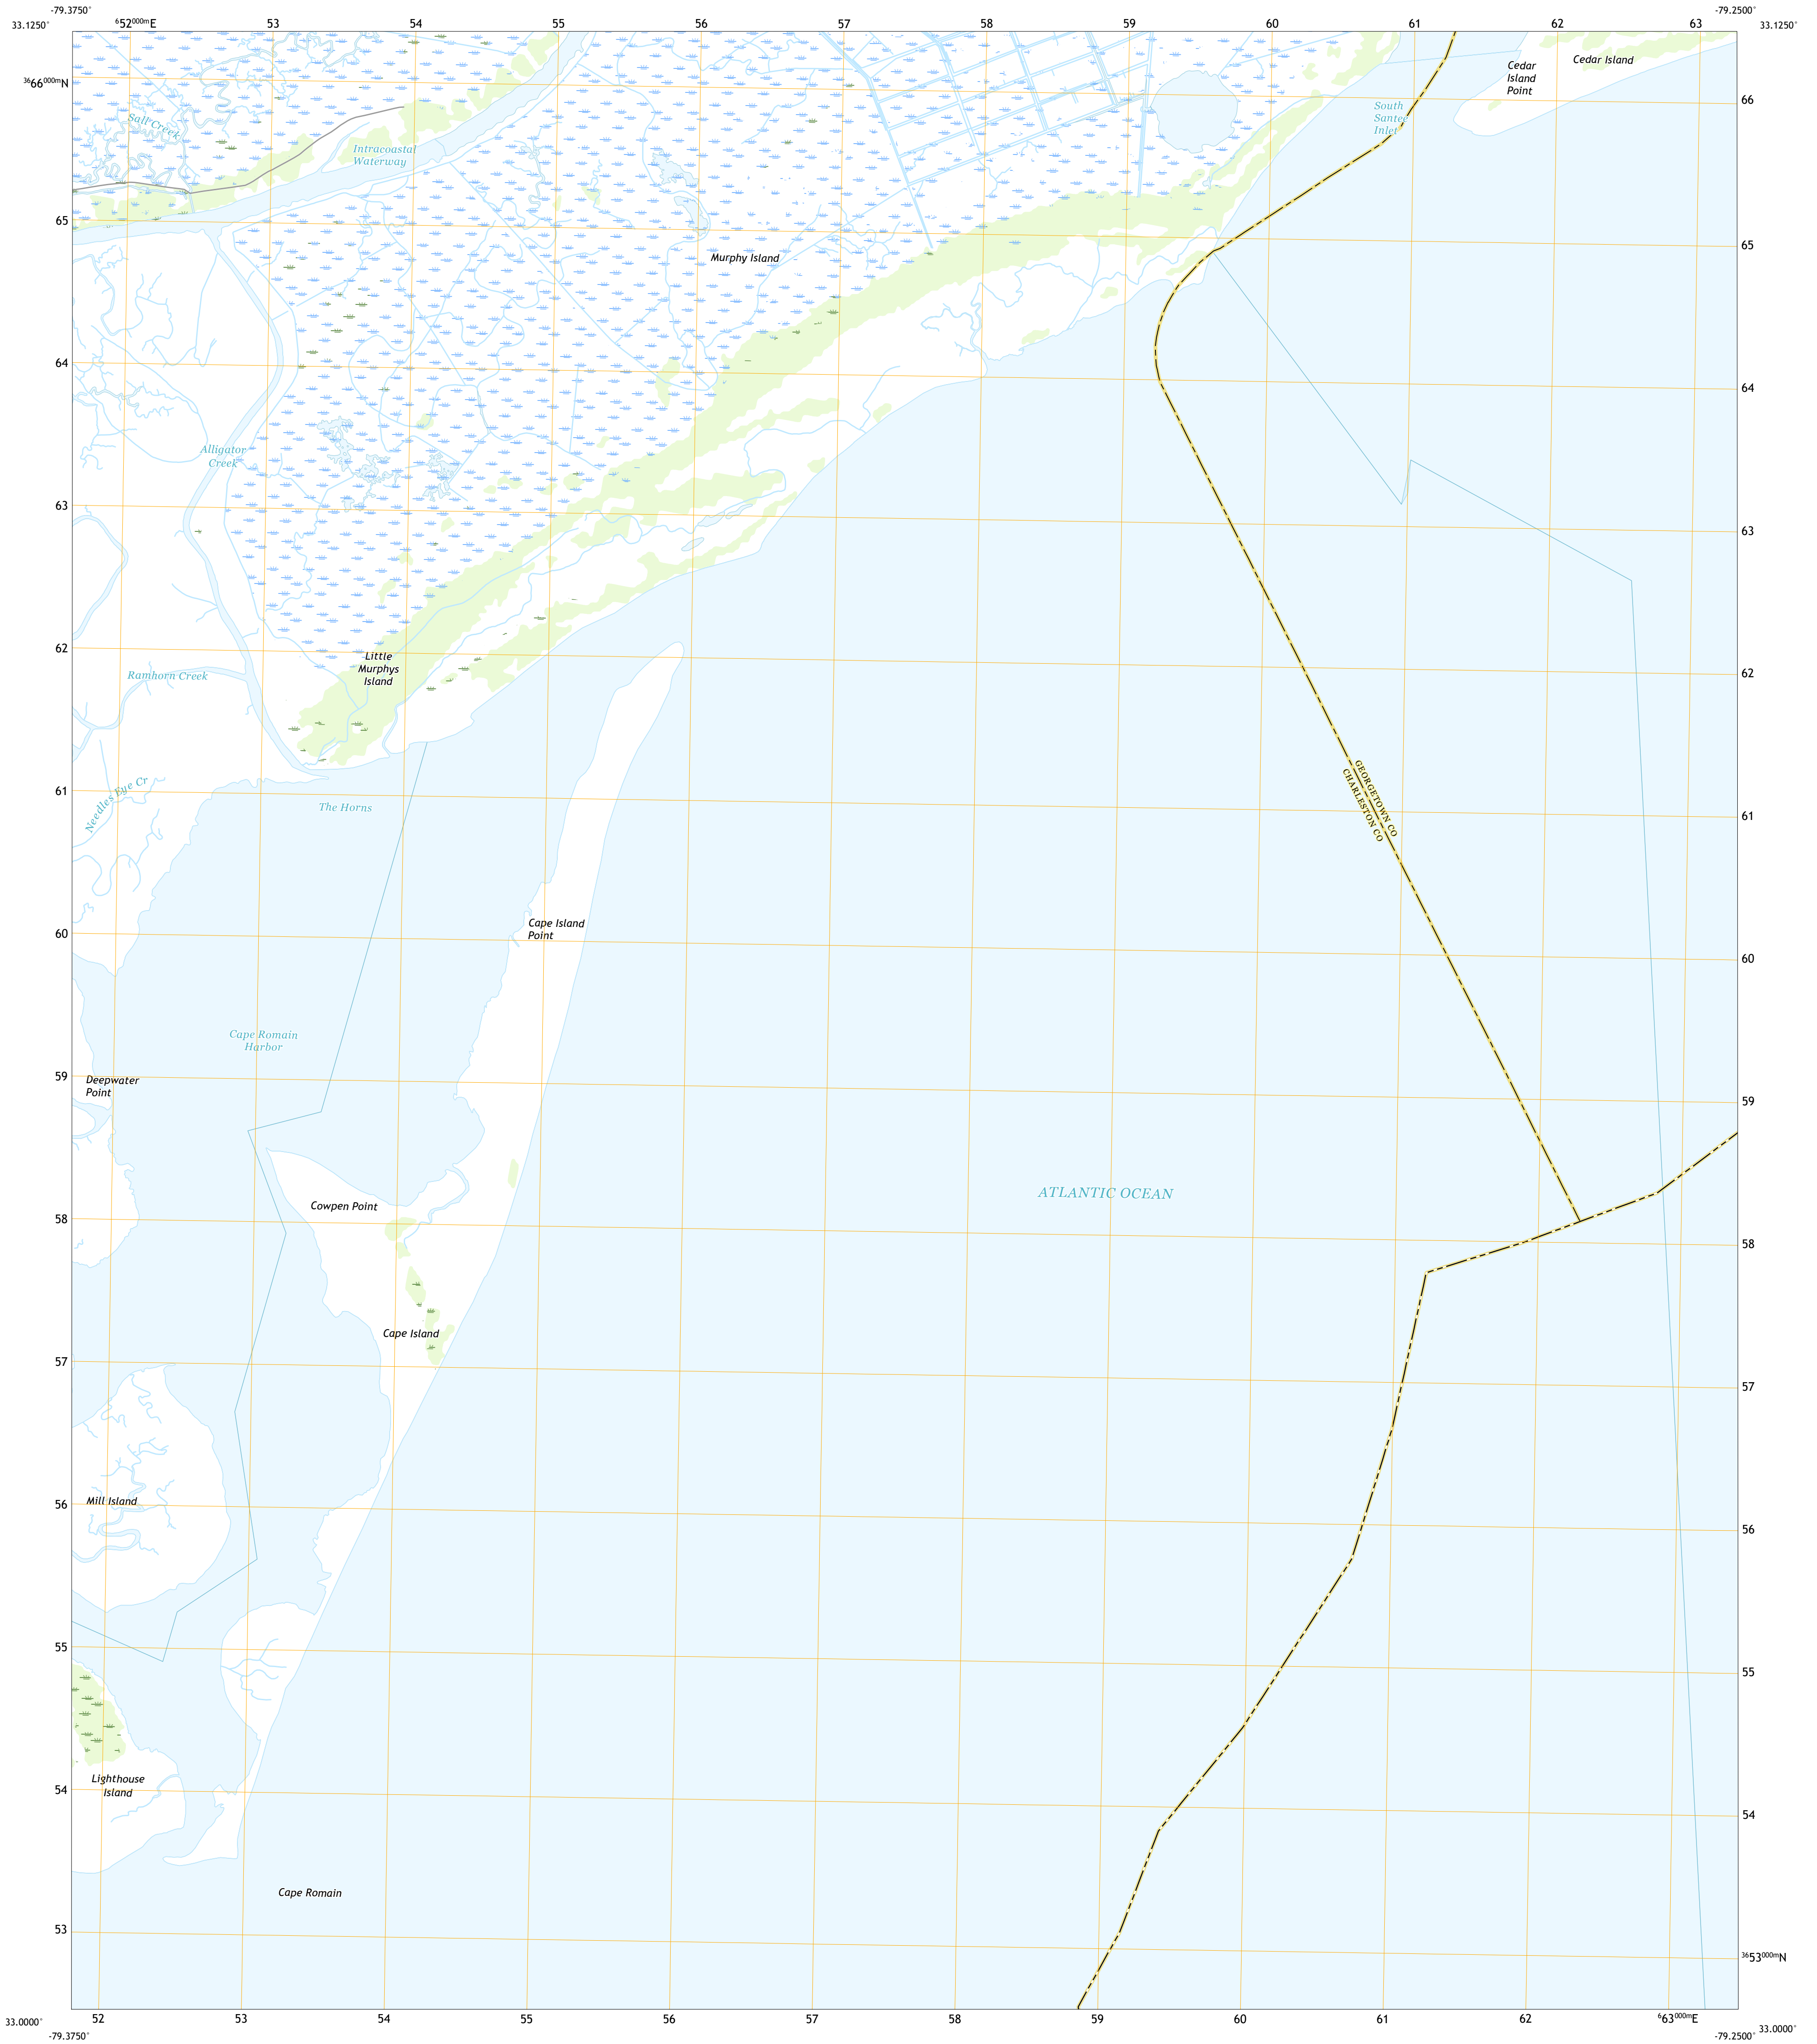 -79.3750°
-79.2500°
33.1250°
⁶52⁰⁰⁰ᵐE
53
54
55
56
57
58
59
60
61
62
63
33.1250°
Cedar Island
Cedar
Island
Point
³⁶66⁰⁰⁰ᵐN
66
South
Santee
Inlet
Salt Creek
Intracoastal
Waterway
65
65
Murphy Island
64
64
Alligator
Creek
63
63
62
62
Little
Murphys
Island
Ramhorn Creek
61
61
Needles Eye Cr
The Horns
GEORGETOWN CO
CHARLESTON CO
60
60
Cape Island
Point
Cape Romain
Harbor
59
59
Deepwater
Point
ATLANTIC OCEAN
Cowpen Point
58
58
Cape Island
57
57
Mill Island
56
56
55
55
Lighthouse
Island
54
54
Cape Romain
53
³⁶53⁰⁰⁰ᵐN
33.0000°
52
53
54
55
56
57
58
59
60
61
62
⁶63⁰⁰⁰ᵐE
33.0000°
-79.3750°
-79.2500°